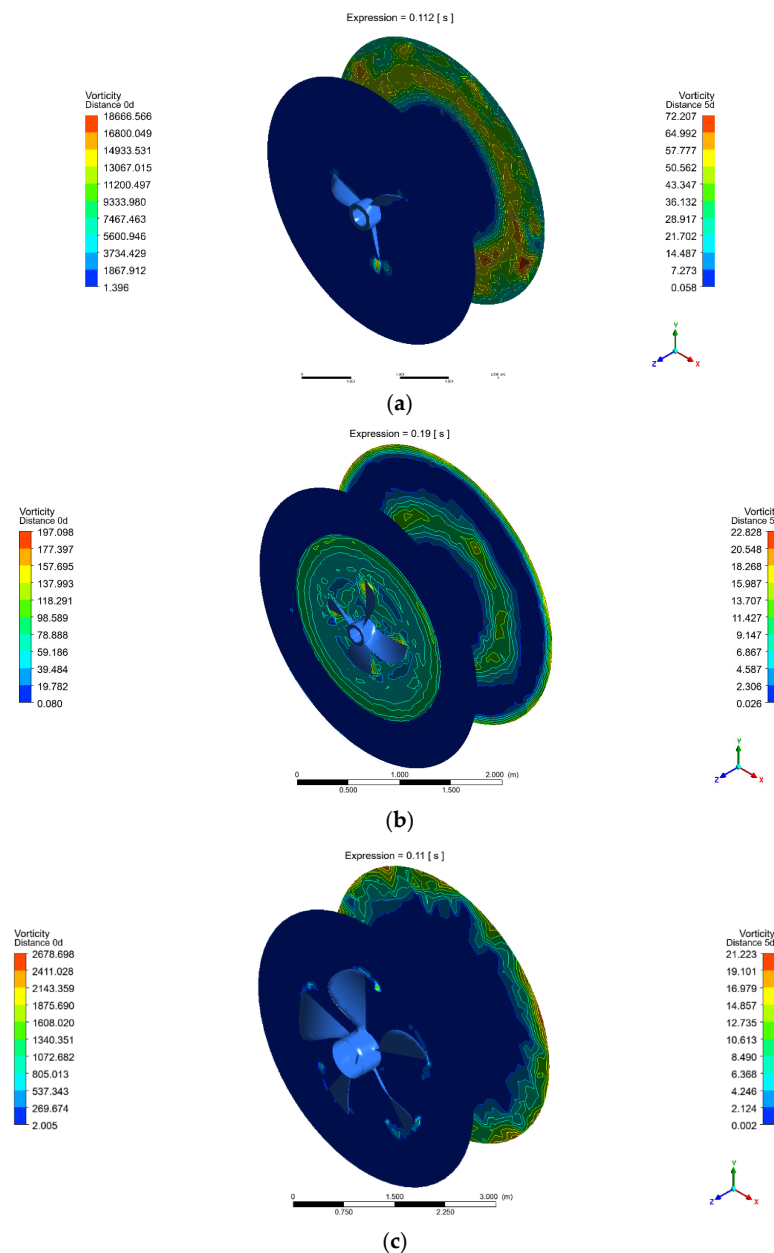 Expression = 0.112 [ s ]
Vorticity
Distance 0d
18666.566
16800.049
14933.531
13067.015
11200.497
9333.980
7467.463
5600.946
3734.429
1867.912
1.396
Vorticity
Distance 5d
72.207
64.992
57.777
50.562
43.347
36.132
28.917
21.702
14.487
7.273
0.058
Y
Z X
(a)
Expression = 0.19 [ s ]
Vorticity
Distance 0d
197.098
177.397
157.695
137.993
118.291
98.589
78.888
59.186
39.484
19.782
0.080
Vorticity
Distance 5d
22.828
20.548
18.268
15.987
13.707
11.427
9.147
6.867
4.587
2.306
0.026
Y
Z X
0 1.000 2.000 (m)
0.500 1.500
(b)
Expression = 0.11 [ s ]
Vorticity
Distance 0d
2678.698
2411.028
2143.359
1875.690
1608.020
1340.351
1072.682
805.013
537.343
269.674
2.005
Vorticity
Distance 5d
21.223
19.101
16.979
14.857
12.735
10.613
8.490
6.368
4.246
2.124
0.002
Y
Z X
0 1.500 3.000 (m)
0.750 2.250
(c)